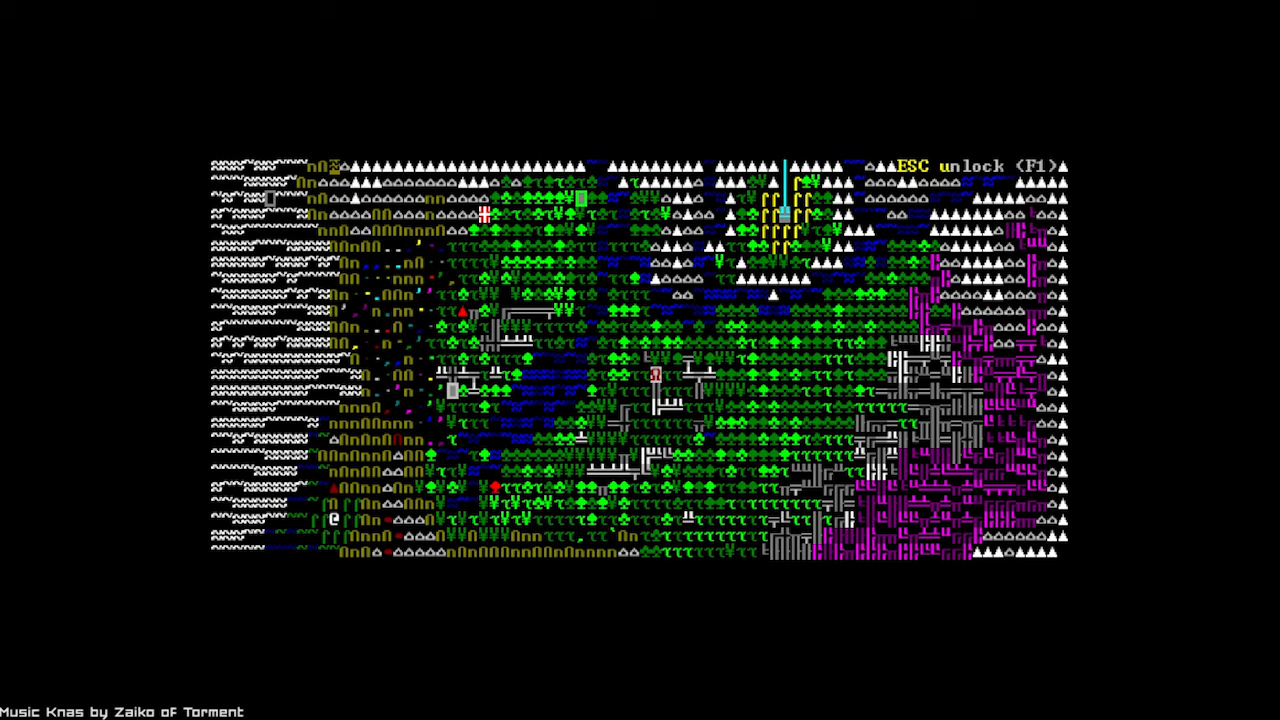 ESC unlock (F1)
Music Knas by Zaiko of Torment